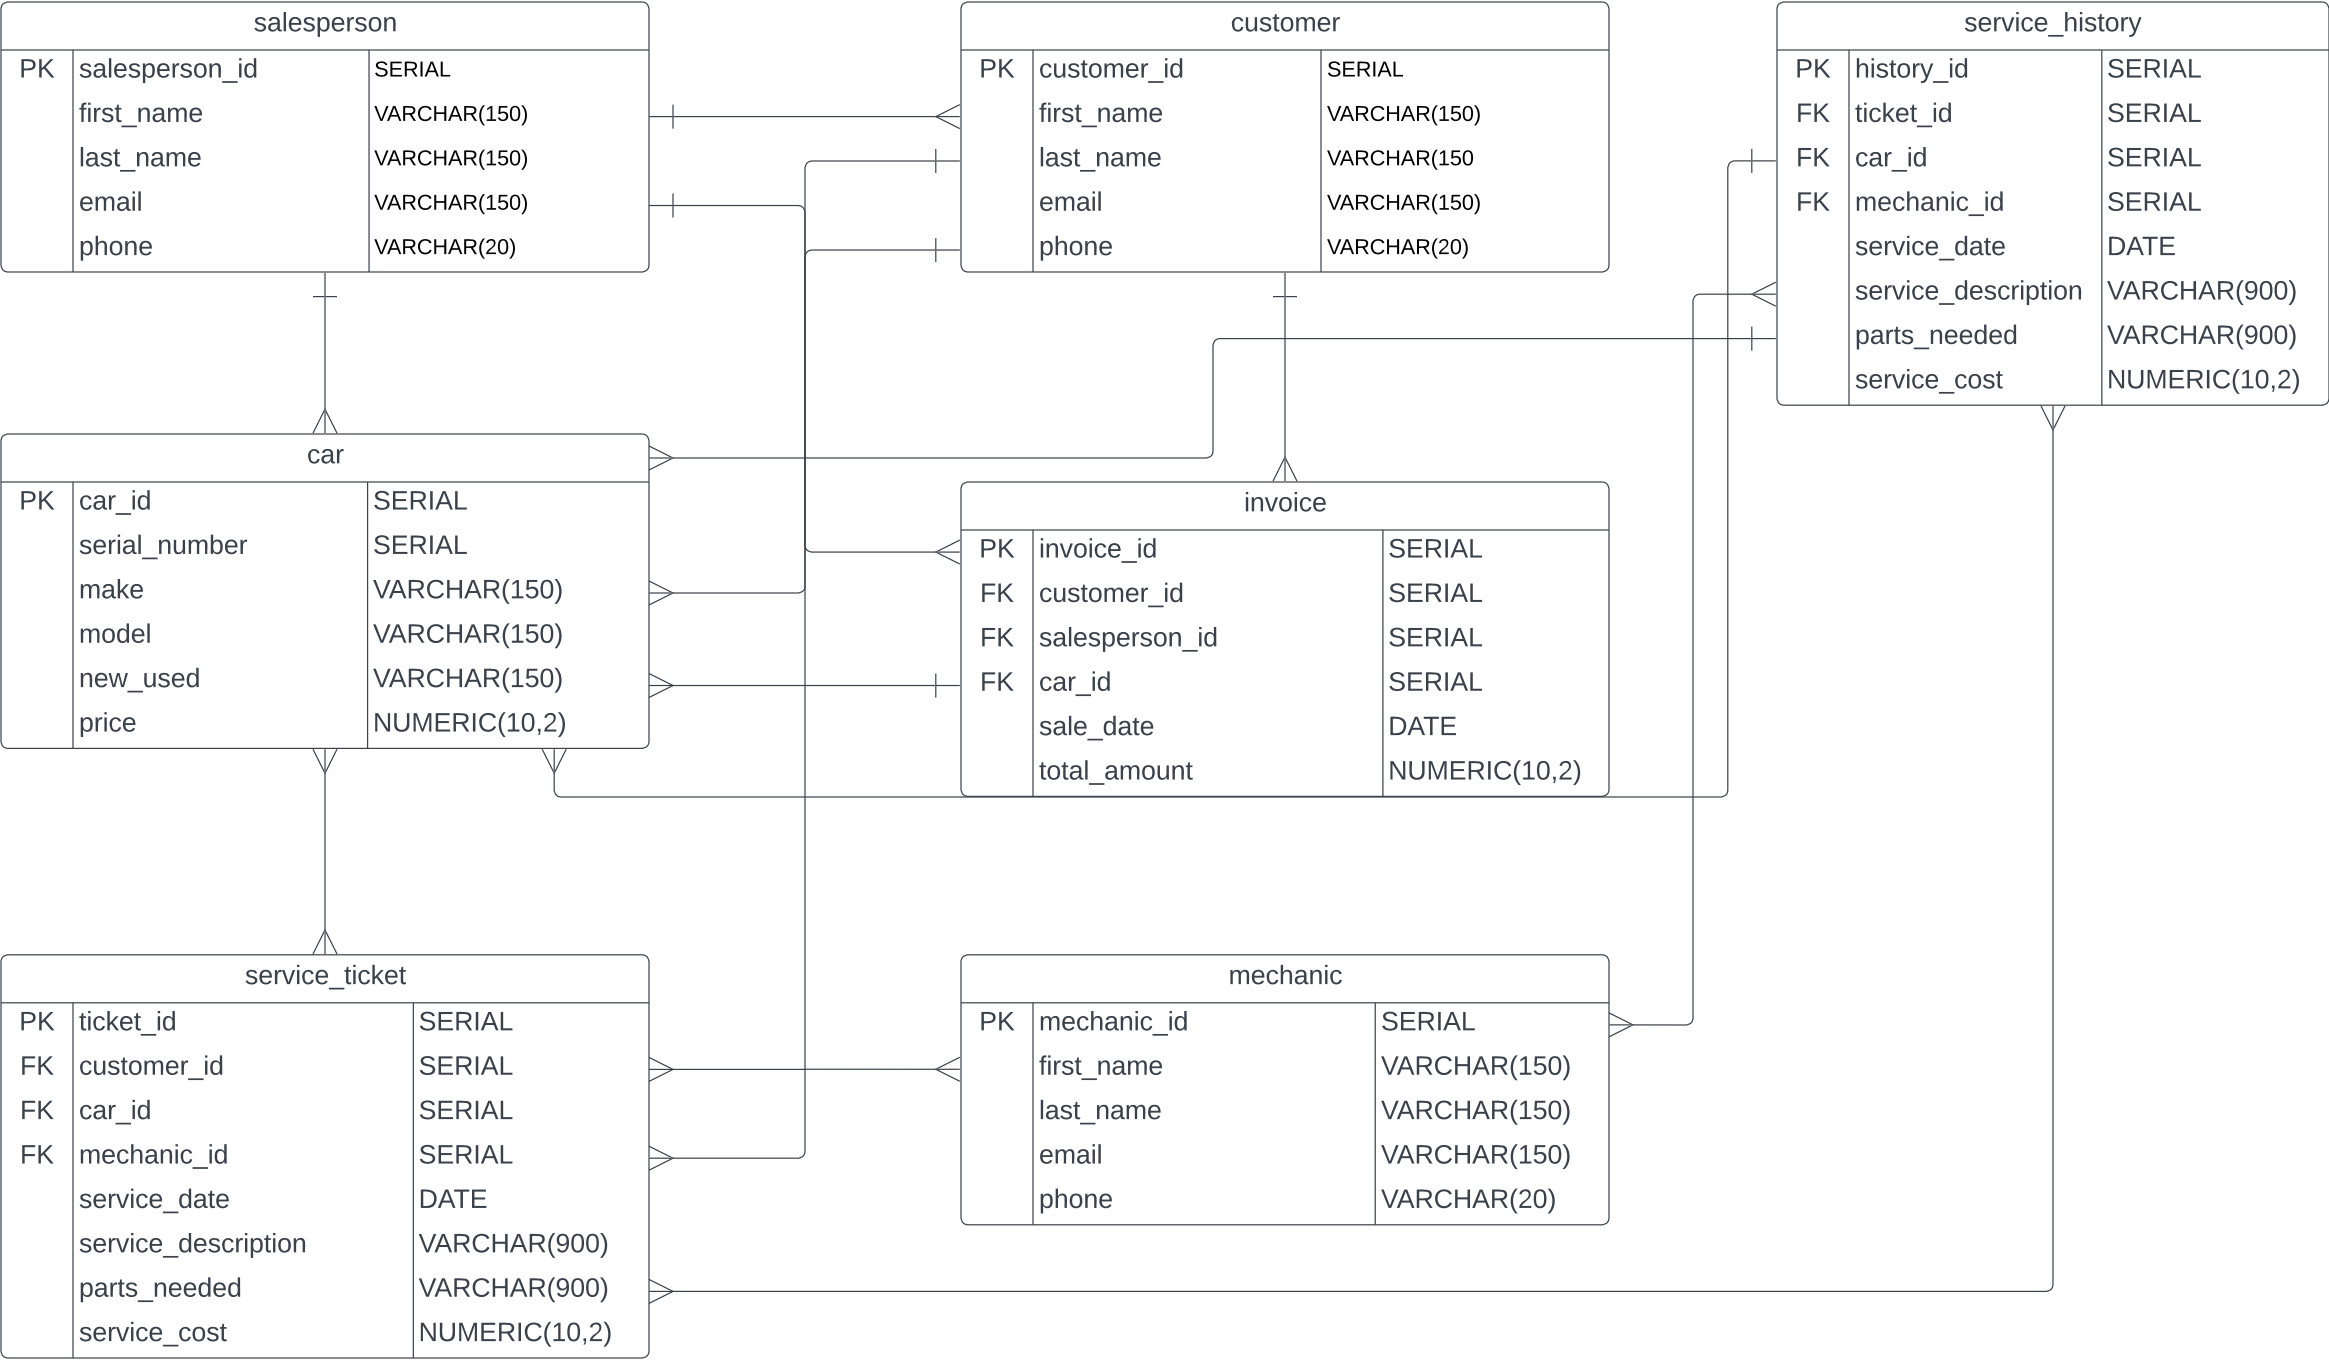 salesperson
PK salesperson_id SERIAL
first_name VARCHAR(150)
last_name VARCHAR(150)
email VARCHAR(150)
phone VARCHAR(20)
customer
PK customer_id SERIAL
first_name VARCHAR(150)
last_name VARCHAR(150
email VARCHAR(150)
phone VARCHAR(20)
service_history
PK history_id SERIAL
FK ticket_id SERIAL
FK car_id SERIAL
FK mechanic_id SERIAL
service_date DATE
service_description VARCHAR(900)
parts_needed VARCHAR(900)
service_cost NUMERIC(10,2)
car
PK car_id SERIAL
serial_number SERIAL
make VARCHAR(150)
model VARCHAR(150)
new_used VARCHAR(150)
price NUMERIC(10,2)
invoice
PK invoice_id SERIAL
FK customer_id SERIAL
FK salesperson_id SERIAL
FK car_id SERIAL
sale_date DATE
total_amount NUMERIC(10,2)
service_ticket
PK ticket_id SERIAL
FK customer_id SERIAL
FK car_id SERIAL
FK mechanic_id SERIAL
service_date DATE
service_description VARCHAR(900)
parts_needed VARCHAR(900)
service_cost NUMERIC(10,2)
mechanic
PK mechanic_id SERIAL
first_name VARCHAR(150)
last_name VARCHAR(150)
email VARCHAR(150)
phone VARCHAR(20)